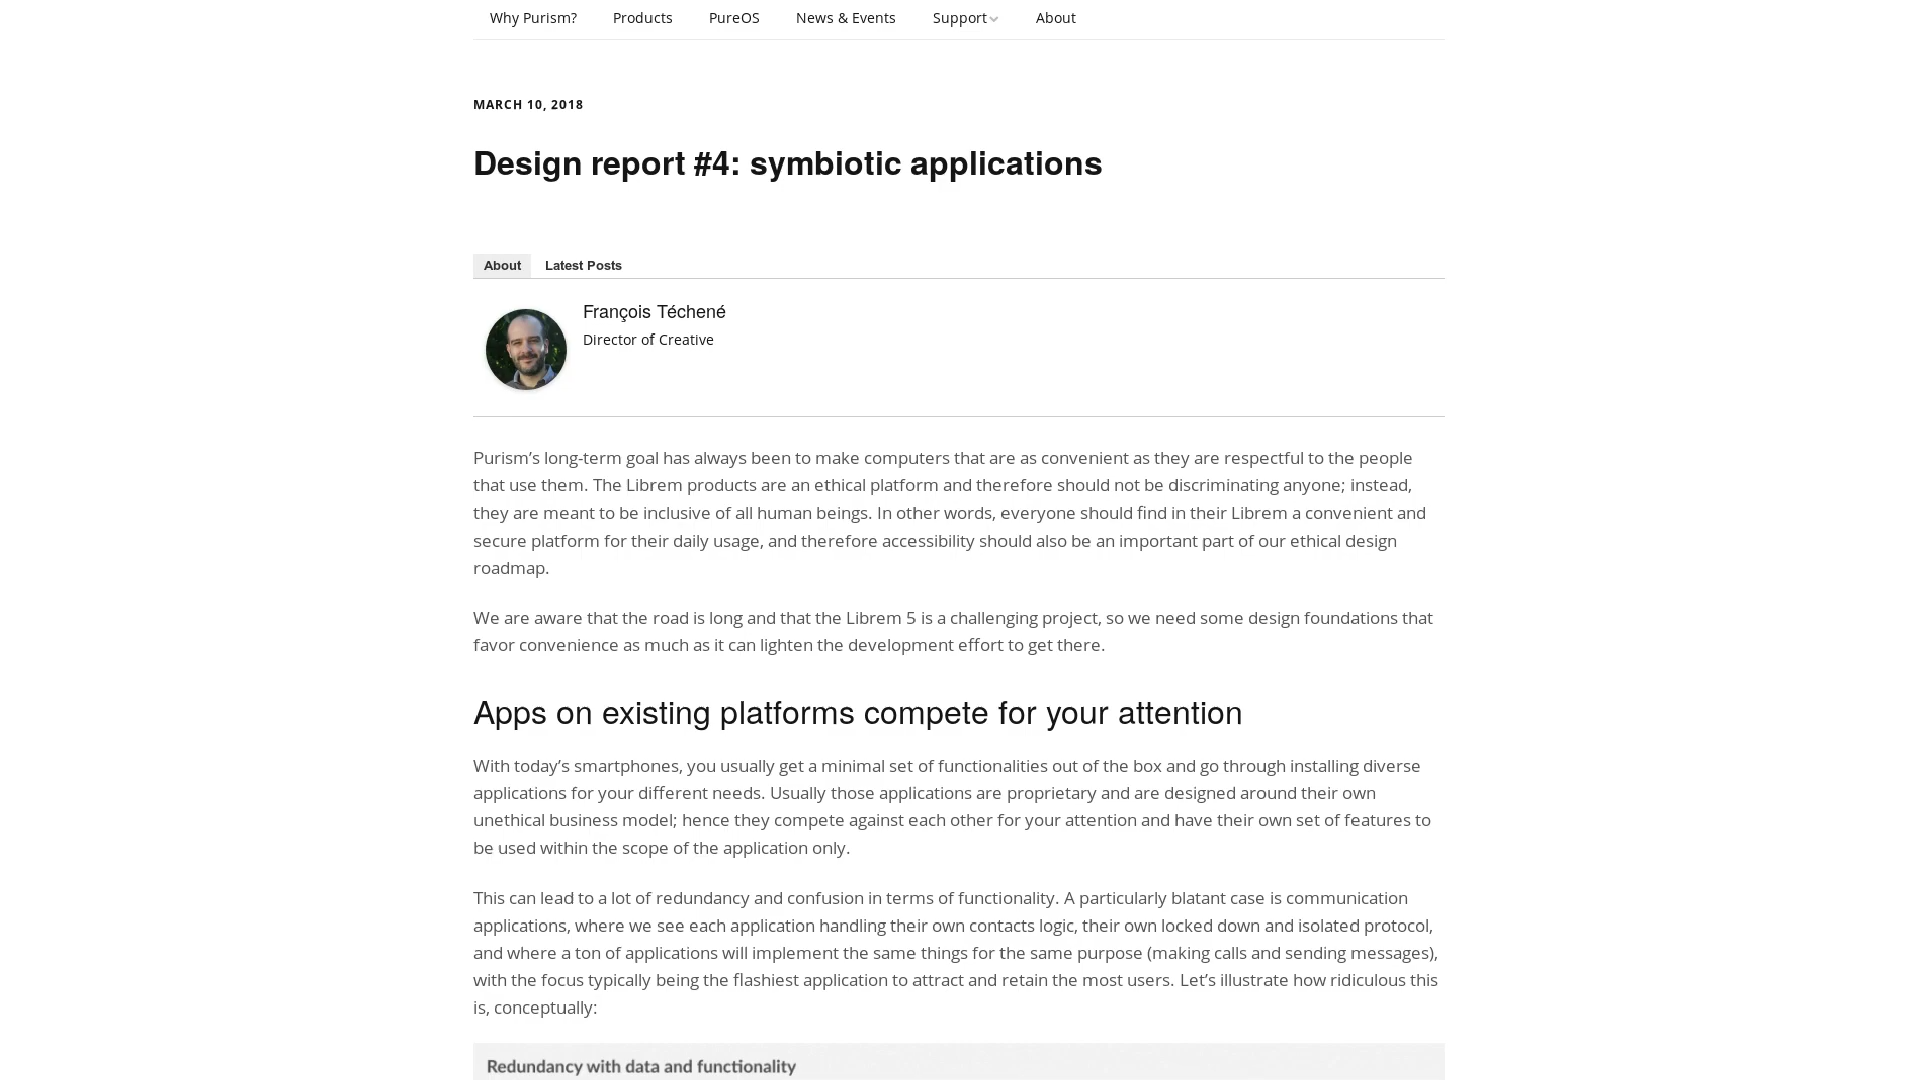 Why Purism? Products PureOS News & Events Support About
MARCH 10, 2018
Design report #4: symbiotic applications
About Latest Posts
François Téchené
Director of Creative
Purism’s long-term goal has always been to make computers that are as convenient as they are respectful to the people
that use them. The Librem products are an ethical platform and therefore should not be discriminating anyone; instead,
they are meant to be inclusive of all human beings. In other words, everyone should find in their Librem a convenient and
secure platform for their daily usage, and therefore accessibility should also be an important part of our ethical design
roadmap.
We are aware that the road is long and that the Librem 5 is a challenging project, so we need some design foundations that
favor convenience as much as it can lighten the development effort to get there.
Apps on existing platforms compete for your attention
With today’s smartphones, you usually get a minimal set of functionalities out of the box and go through installing diverse
applications for your different needs. Usually those applications are proprietary and are designed around their own
unethical business model; hence they compete against each other for your attention and have their own set of features to
be used within the scope of the application only.
This can lead to a lot of redundancy and confusion in terms of functionality. A particularly blatant case is communication
applications, where we see each application handling their own contacts logic, their own locked down and isolated protocol,
and where a ton of applications will implement the same things for the same purpose (making calls and sending messages),
with the focus typically being the flashiest application to attract and retain the most users. Let’s illustrate how ridiculous this
is, conceptually:
Redundancy with data and functionality